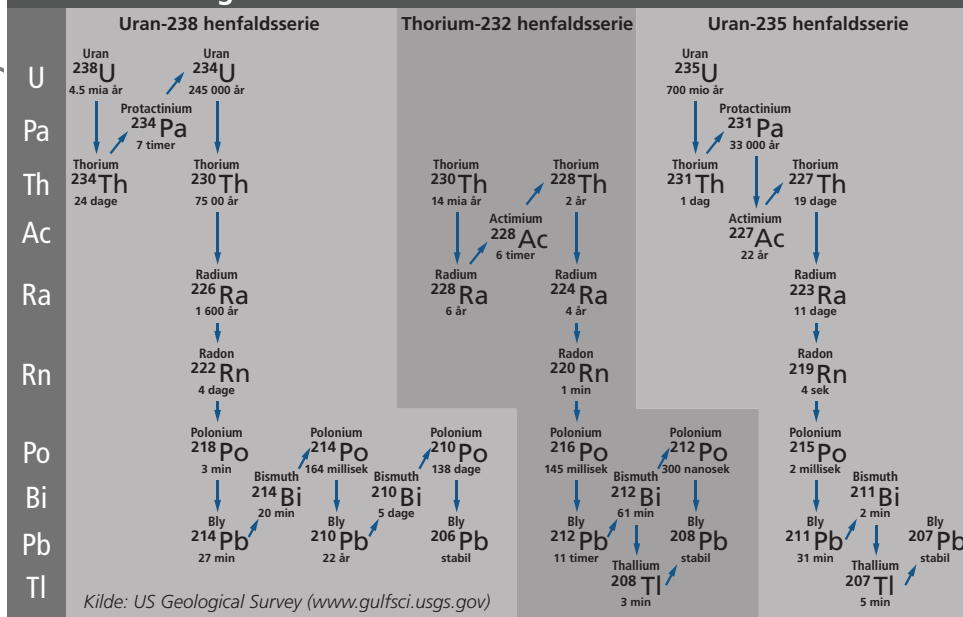 Uran-238 henfaldsserie
Thorium-232 henfaldsserie
Uran-235 henfaldsserie
U
Pa
Th
Ac
Ra
Rn
Po
Bi
Pb
Tl
Uran
238U
4.5 mia år
Uran
234U
245 000 år
Protactinium
234Pa
7 timer
Thorium
234Th
24 dage
Thorium
230Th
75 00 år
Radium
226Ra
1 600 år
Radon
222Rn
4 dage
Polonium
218Po
3 min
Polonium
214Po
164 millisek
Polonium
210Po
138 dage
Bismuth
214Bi
20 min
Bismuth
210Bi
5 dage
Bly
214Pb
27 min
Bly
210Pb
22 år
Bly
206Pb
stabil
Thorium
230Th
14 mia år
Thorium
228Th
2 år
Actimium
228Ac
6 timer
Radium
228Ra
6 år
Radium
224Ra
4 år
Radon
220Rn
1 min
Polonium
216Po
145 millisek
Polonium
212Po
300 nanosek
Bismuth
212Bi
61 min
Bly
212Pb
11 timer
Bly
208Pb
stabil
Thallium
208Tl
3 min
Uran
235U
700 mio år
Protactinium
231Pa
33 000 år
Thorium
231Th
1 dag
Thorium
227Th
19 dage
Actimium
227Ac
22 år
Radium
223Ra
11 dage
Radon
219Rn
4 sek
Polonium
215Po
2 millisek
Bismuth
211Bi
2 min
Bly
211Pb
31 min
Bly
207Pb
stabil
Thallium
207Tl
5 min
Kilde: US Geological Survey (www.gulfsci.usgs.gov)